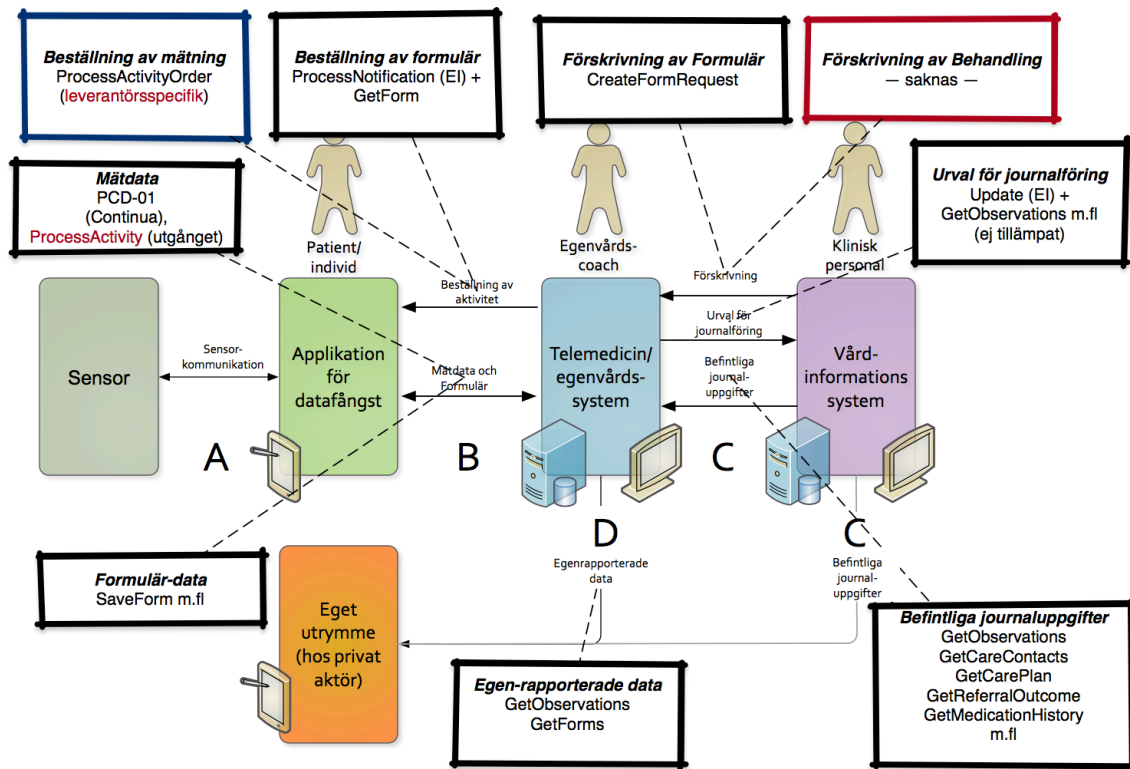 Beställning av mätning
ProcessActivityOrder
(leverantörsspecifik)
Beställning av formulär
ProcessNotification (EI) +
GetForm
Förskrivning av Formulär
CreateFormRequest
Förskrivning av Behandling
— saknas —
Mätdata
PCD-01
(Continua),
ProcessActivity (utgånget)
Urval för journalföring
Update (EI) +
GetObservations m.fl
(ej tillämpat)
Patient/
individ
Egenvårds-
coach
Klinisk
personal
Sensor
Sensor-
kommunikation
Applikation
för
datafångst
Beställning av
aktivitet
Mätdata och
Formulär
Telemedicin/
egenvårds-
system
Förskrivning
Urval för
journalföring
Befintliga
journal-
uppgifter
Vård-
informations
system
A
B
C
D
C
Formulär-data
SaveForm m.fl
Eget
utrymme
(hos privat
aktör)
Egenrapporterade
data
Befintliga
journal-
uppgifter
Egen-rapporterade data
GetObservations
GetForms
Befintliga journaluppgifter
GetObservations
GetCareContacts
GetCarePlan
GetReferralOutcome
GetMedicationHistory
m.fl